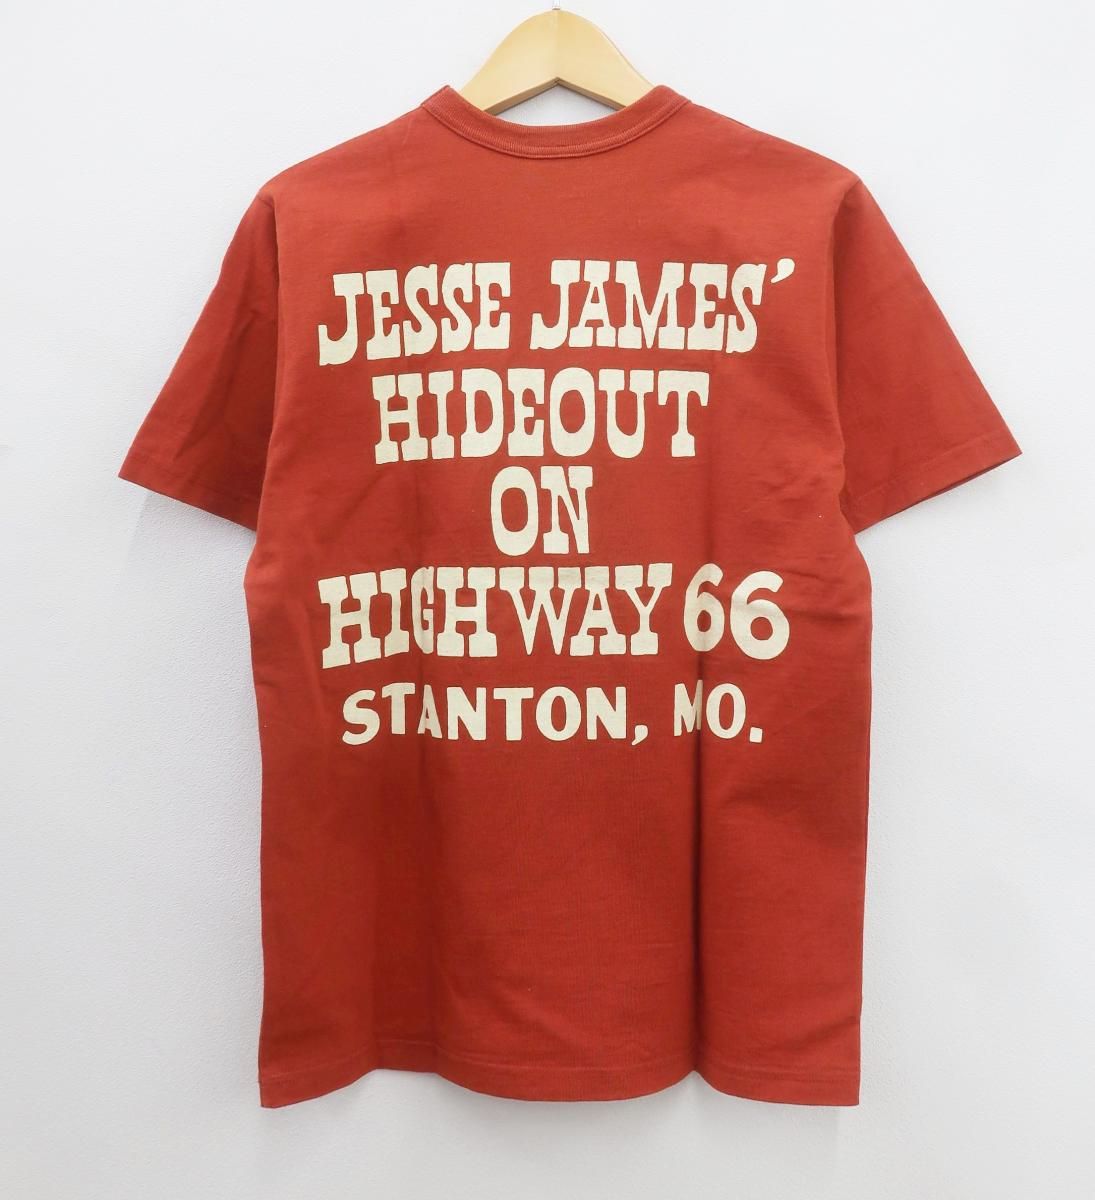 JESSE JAMES'
HIDEOUT
ON
HIGHWAY 66
STANTON, MO.